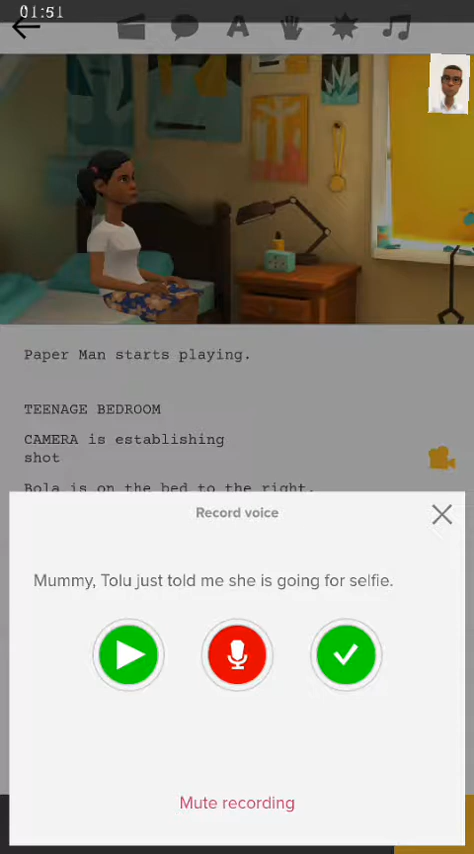 01:51
A
Paper Man starts playing.
TEENAGE BEDROOM
CAMERA is establishing
shot
Bola is on the bed to the right.
Record voice
Mummy, Tolu just told me she is going for selfie.
Mute recording